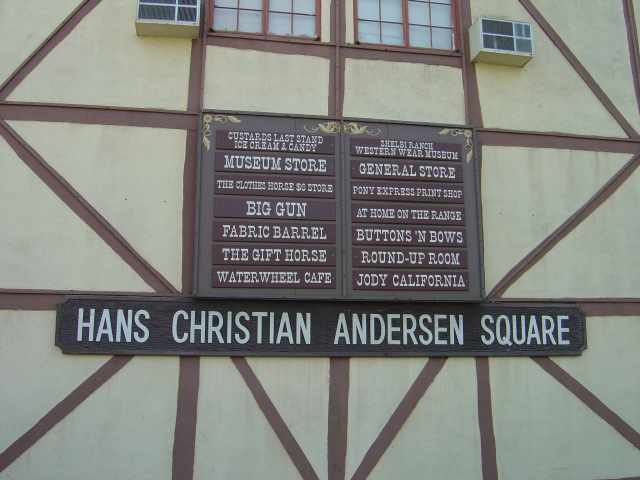 CUSTARDS LAST STAND
ICE CREAM & CANDY
MUSEUM STORE
THE CLOTHES HORSE $6 STORE
BIG GUN
FABRIC BARREL
THE GIFT HORSE
WATERWHEEL CAFE
SHELBI RANCH
WESTERN WEAR MUSEUM
GENERAL STORE
PONY EXPRESS PRINT SHOP
AT HOME ON THE RANGE
BUTTONS 'N BOWS
ROUND-UP ROOM
JODY CALIFORNIA
HANS CHRISTIAN ANDERSEN SQUARE